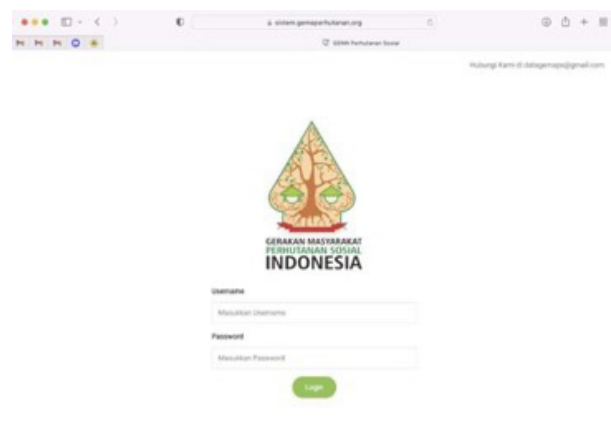 sistem.gemaperhutanan.org
GEMA Perhutanan Sosial
Hubungi Kami di datagemaps@gmail.com
GERAKAN MASYARAKAT
PERHUTANAN SOSIAL
INDONESIA
Username
Masukkan Username
Password
Masukkan Password
Login